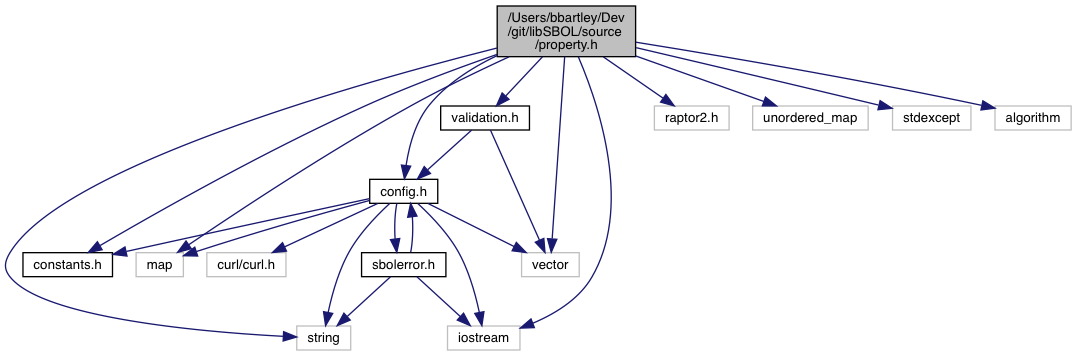 /Users/bbartley/Dev
/git/libSBOL/source
/property.h
validation.h
raptor2.h
unordered_map
stdexcept
algorithm
config.h
constants.h
map
curl/curl.h
sbolerror.h
vector
string
iostream